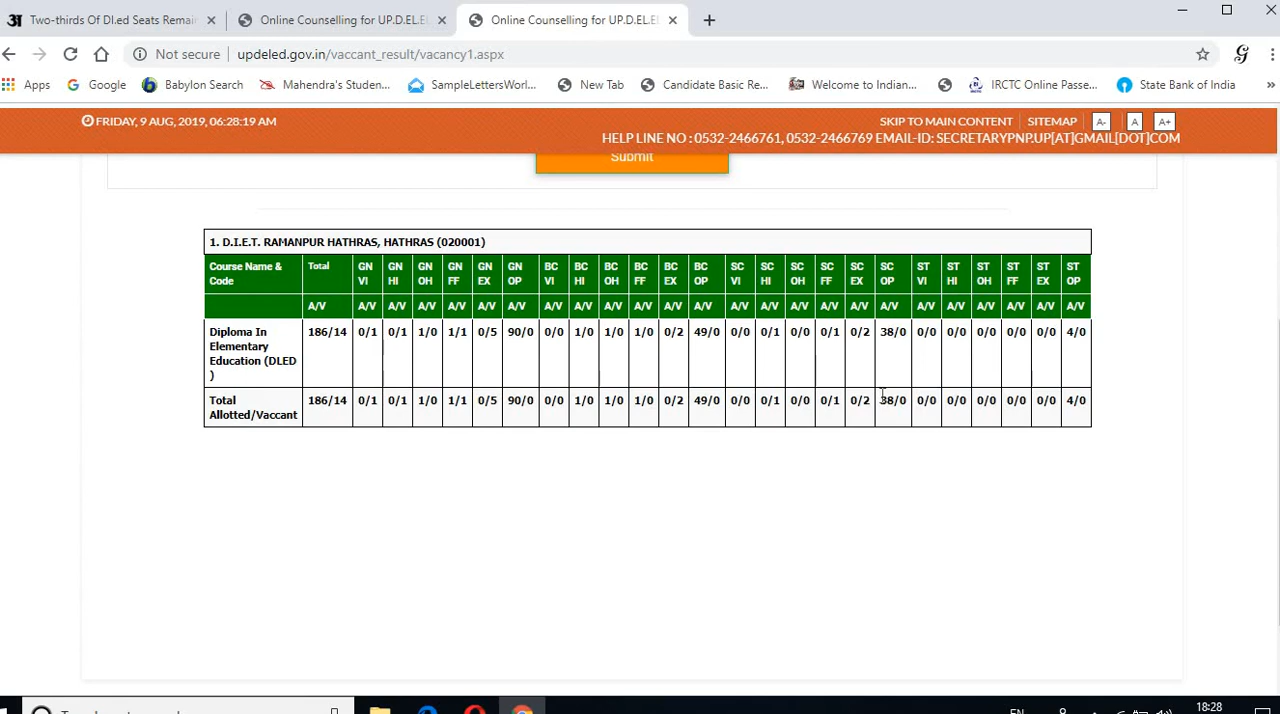 Two-thirds Of Dl.ed Seats Remain
Online Counselling for UP.D.EL.El
Online Counselling for UP.D.EL.El
Not secure updeled.gov.in/vaccant_result/vacancy1.aspx
Apps Google Babylon Search Mahendra's Studen... SampleLettersWorl... New Tab Candidate Basic Re... Welcome to Indian... IRCTC Online Passe... State Bank of India »
FRIDAY, 9 AUG, 2019, 06:28:19 AM SKIP TO MAIN CONTENT SITEMAP A- A A+
HELP LINE NO : 0532-2466761, 0532-2466769 EMAIL-ID: SECRETARYPNP.UP[AT]GMAIL[DOT]COM
Submit
1. D.I.E.T. RAMANPUR HATHRAS, HATHRAS (020001)
Course Name & Total GN GN GN GN GN GN BC BC BC BC BC BC SC SC SC SC SC SC ST ST ST ST ST ST
Code VI HI OH FF EX OP VI HI OH FF EX OP VI HI OH FF EX OP VI HI OH FF EX OP
A/V A/V A/V A/V A/V A/V A/V A/V A/V A/V A/V A/V A/V A/V A/V A/V A/V A/V A/V A/V A/V A/V A/V A/V A/V
Diploma In 186/14 0/1 0/1 1/0 1/1 0/5 90/0 0/0 1/0 1/0 1/0 0/2 49/0 0/0 0/1 0/0 0/1 0/2 38/0 0/0 0/0 0/0 0/0 0/0 4/0
Elementary
Education (DLED
)
Total 186/14 0/1 0/1 1/0 1/1 0/5 90/0 0/0 1/0 1/0 1/0 0/2 49/0 0/0 0/1 0/0 0/1 0/2 38/0 0/0 0/0 0/0 0/0 0/0 4/0
Allotted/Vaccant
18:28